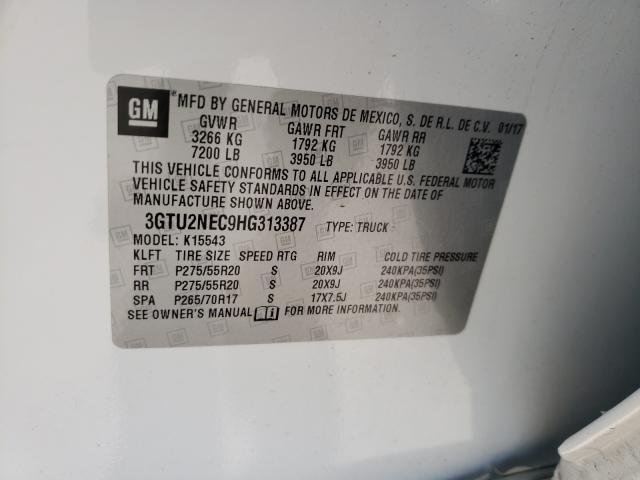 GM MFD BY GENERAL MOTORS DE MEXICO, S. DE R.L. DE C.V. 01/17
GVWR GAWR FRT GAWR RR
3266 KG 1792 KG 1792 KG
7200 LB 3950 LB 3950 LB
THIS VEHICLE CONFORMS TO ALL APPLICABLE U.S. FEDERAL MOTOR
VEHICLE SAFETY STANDARDS IN EFFECT ON THE DATE OF
MANUFACTURE SHOWN ABOVE.
3GTU2NEC9HG313387 TYPE: TRUCK
MODEL: K15543
KLFT TIRE SIZE SPEED RTG RIM COLD TIRE PRESSURE
FRT P275/55R20 S 20X9J 240KPA(35PSI)
RR P275/55R20 S 20X9J 240KPA(35PSI)
SPA P265/70R17 S 17X7.5J 240KPA(35PSI)
SEE OWNER'S MANUAL FOR MORE INFORMATION.